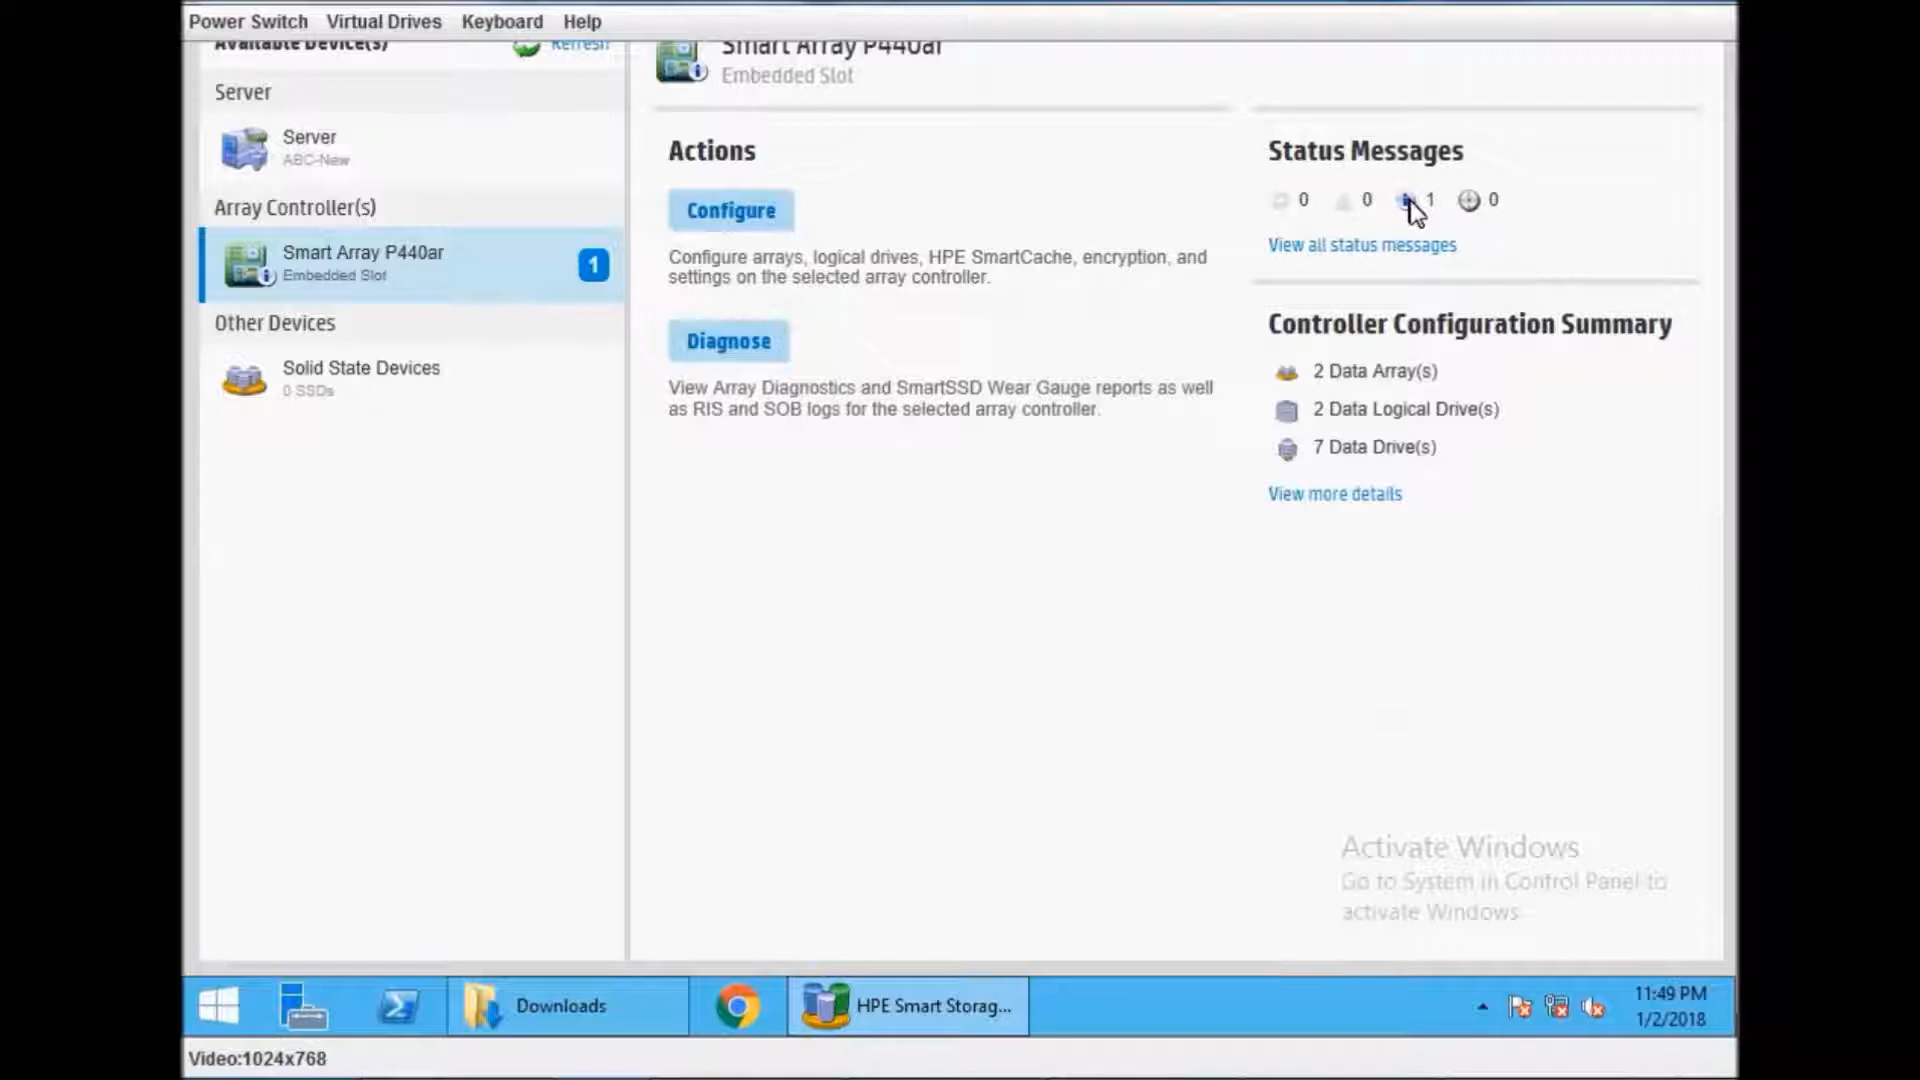 Power Switch Virtual Drives Keyboard Help
Available Device(s) Refresh
Server
Server
ABC-New
Array Controller(s)
Smart Array P440ar
Embedded Slot
1
Other Devices
Solid State Devices
0 SSDs
Smart Array P440ar
Embedded Slot
Actions
Configure
Configure arrays, logical drives, HPE SmartCache, encryption, and
settings on the selected array controller.
Diagnose
View Array Diagnostics and SmartSSD Wear Gauge reports as well
as RIS and SOB logs for the selected array controller.
Status Messages
0 0 1 0
View all status messages
Controller Configuration Summary
2 Data Array(s)
2 Data Logical Drive(s)
7 Data Drive(s)
View more details
Activate Windows
Go to System in Control Panel to
activate Windows
Downloads
HPE Smart Storag...
11:49 PM
1/2/2018
Video:1024x768